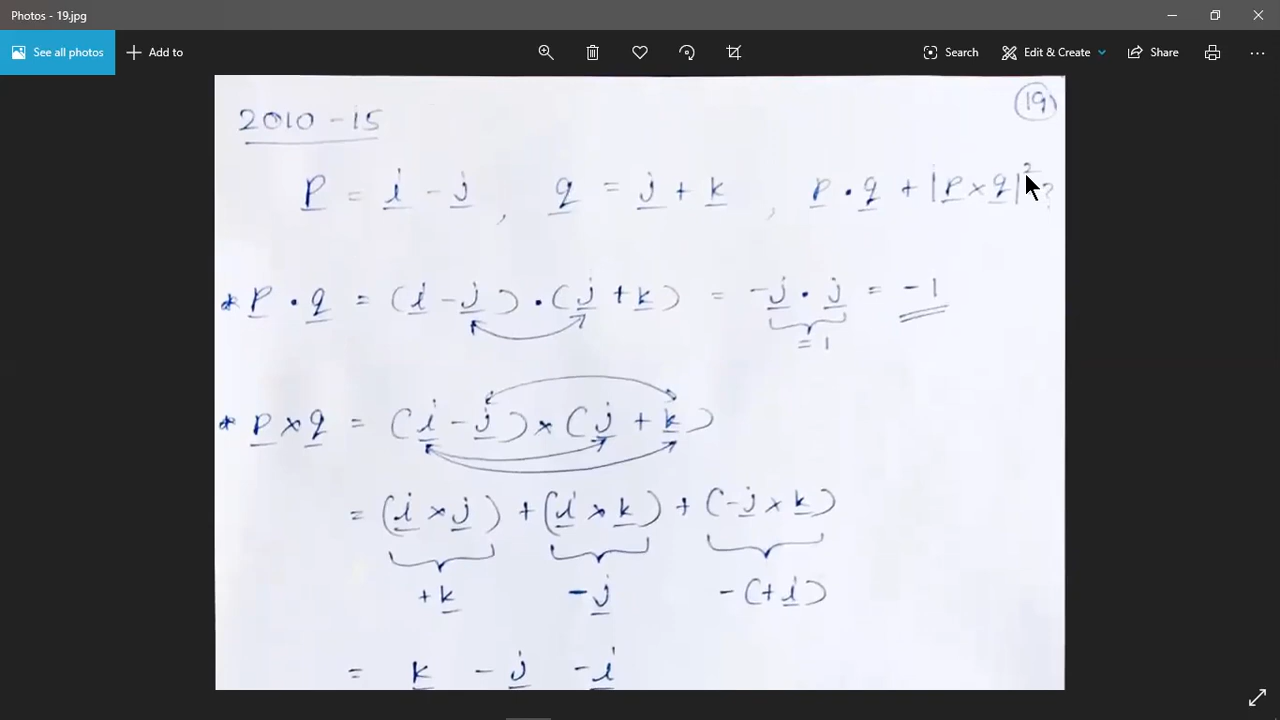 Photos - 19.jpg
See all photos
Add to
Search
Edit & Create
Share
19
2010 - 15
p = i - j , q = j + k , p · q + |p × q|² ?
* p · q = (i - j) · (j + k) = -j · j = -1
= 1
* p × q = (i - j) × (j + k)
= (i × j) + (i × k) + (-j × k)
+k -j -(+i)
= k - j - i